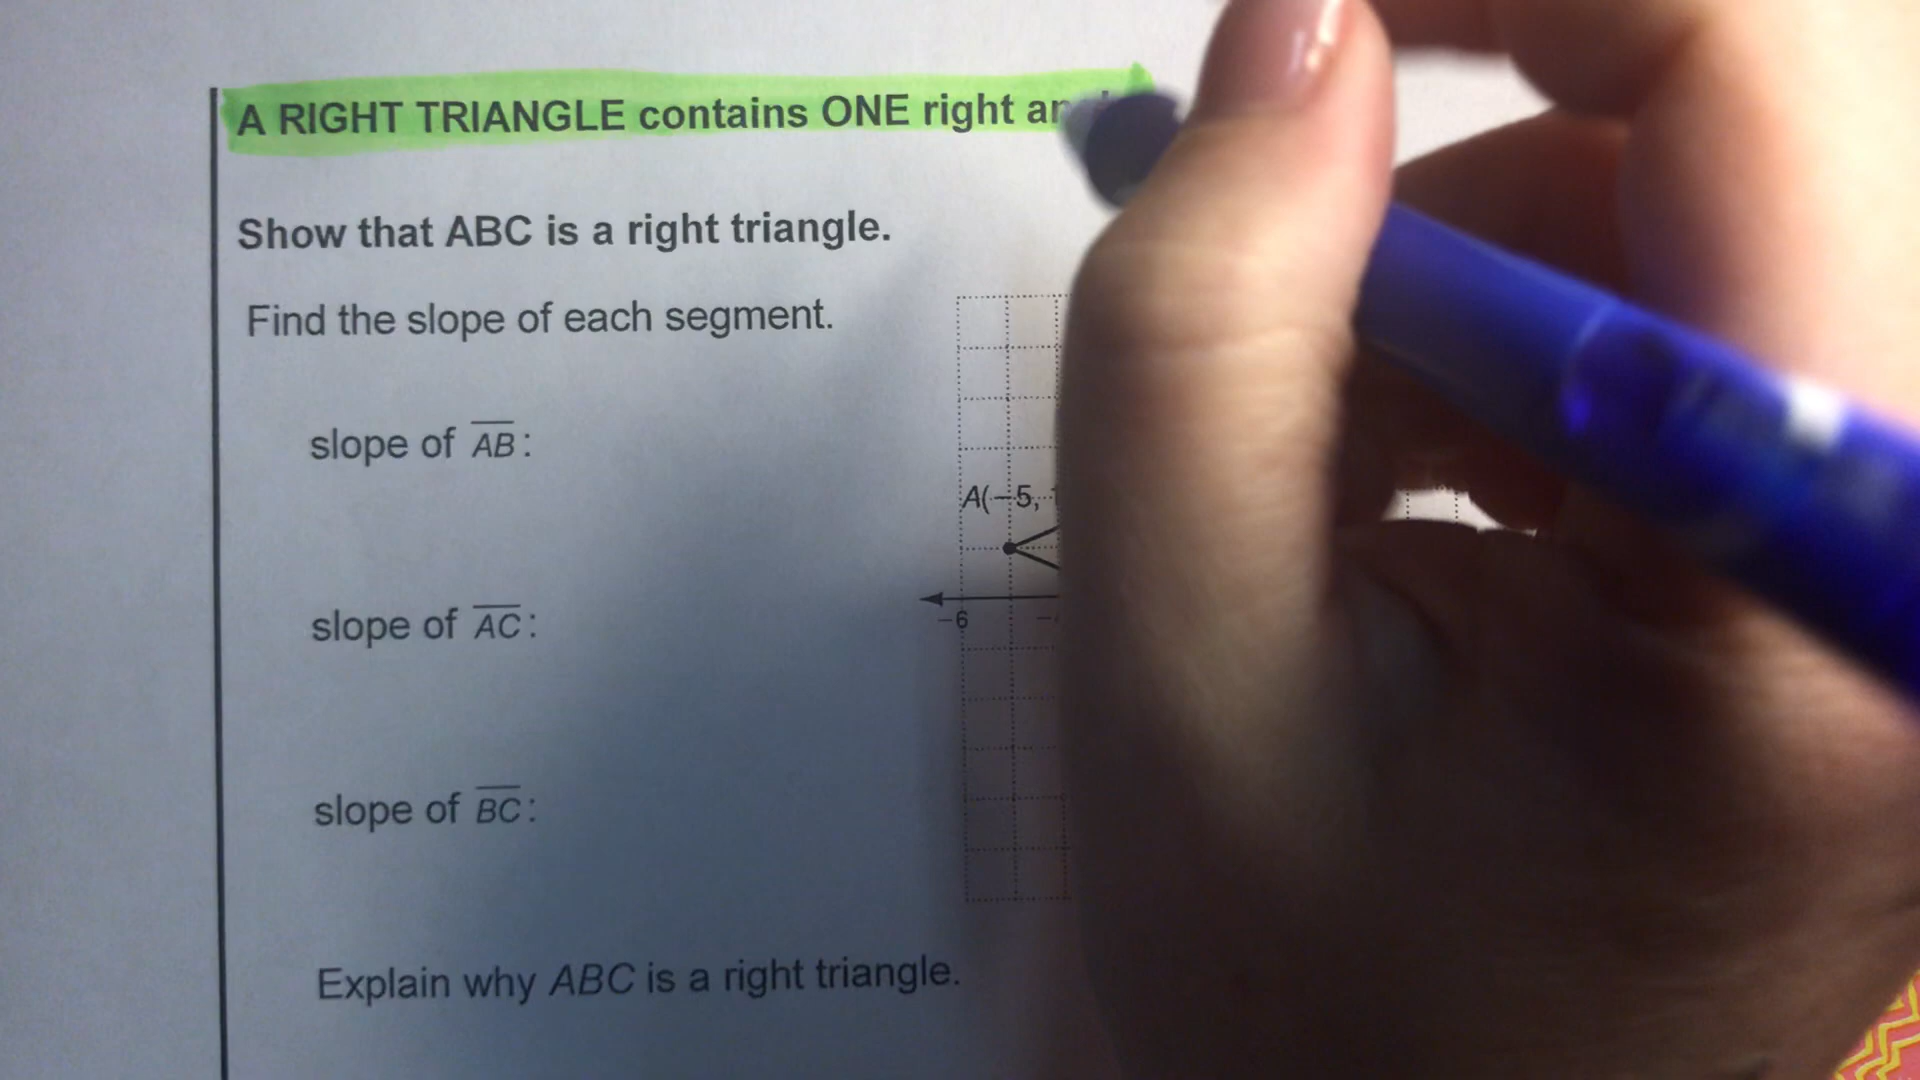 A RIGHT TRIANGLE contains ONE right
Show that ABC is a right triangle.
Find the slope of each segment.
slope of AB:
A(−5,
slope of AC:
−6
slope of BC:
Explain why ABC is a right triangle.